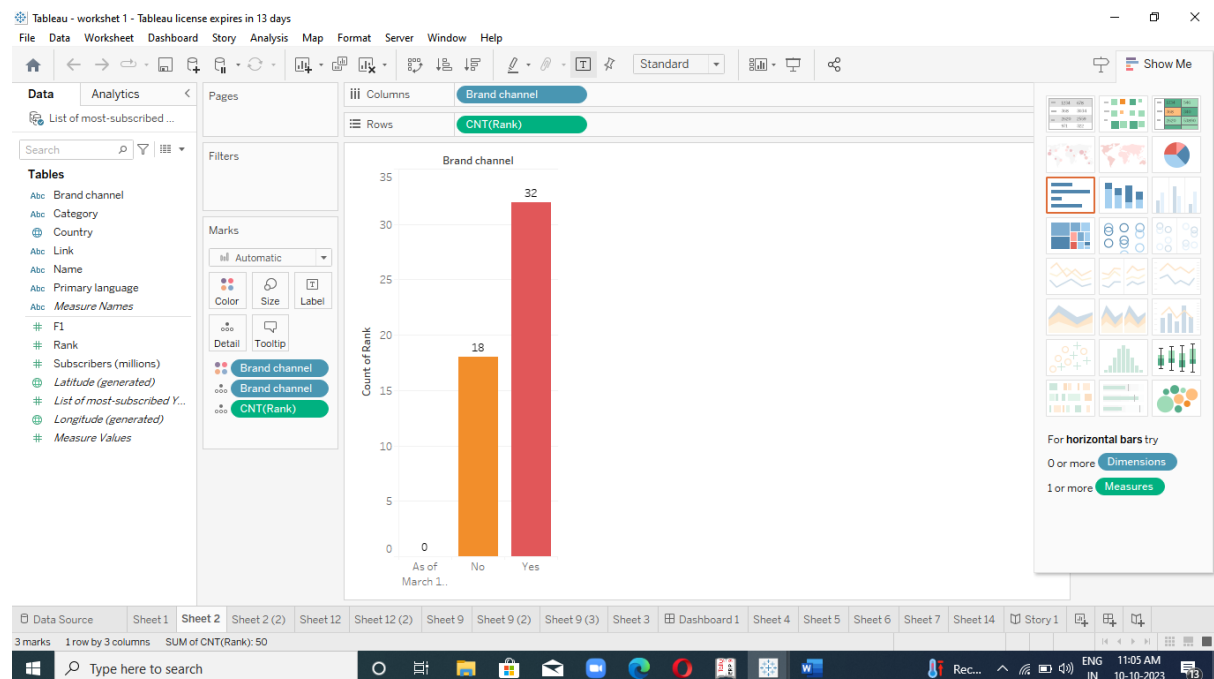 Tableau - workshet 1 - Tableau license expires in 13 days
File Data Worksheet Dashboard Story Analysis Map Format Server Window Help
Standard
Show Me
Data Analytics
List of most-subscribed ...
Search
Tables
Abc Brand channel
Abc Category
Country
Abc Link
Abc Name
Abc Primary language
Abc Measure Names
# F1
# Rank
# Subscribers (millions)
Latitude (generated)
# List of most-subscribed Y...
Longitude (generated)
# Measure Values
Pages
Filters
Marks
Automatic
Color Size Label
Detail Tooltip
Brand channel
Brand channel
CNT(Rank)
Columns Brand channel
Rows CNT(Rank)
Brand channel
Count of Rank
35
30
25
20
15
10
5
0
0
18
32
As of March 1..
No
Yes
For horizontal bars try
0 or more Dimensions
1 or more Measures
Data Source Sheet 1 Sheet 2 Sheet 2 (2) Sheet 12 Sheet 12 (2) Sheet 9 Sheet 9 (2) Sheet 9 (3) Sheet 3 Dashboard 1 Sheet 4 Sheet 5 Sheet 6 Sheet 7 Sheet 14 Story 1
3 marks 1 row by 3 columns SUM of CNT(Rank): 50
Type here to search
Rec...
ENG
IN
11:05 AM
10-10-2023
13